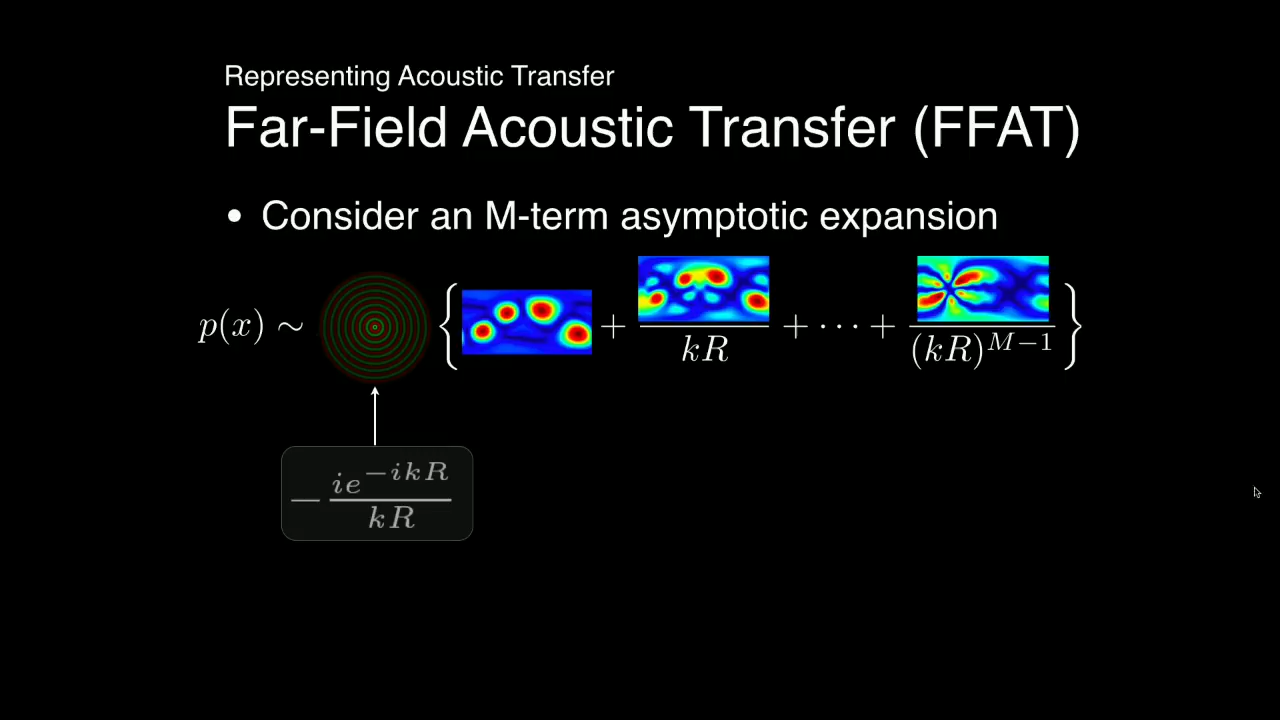 Representing Acoustic Transfer
Far-Field Acoustic Transfer (FFAT)
• Consider an M-term asymptotic expansion
p(x) ∼ { + /kR + ··· + /(kR)^{M−1} }
− ie^{−ikR}/kR